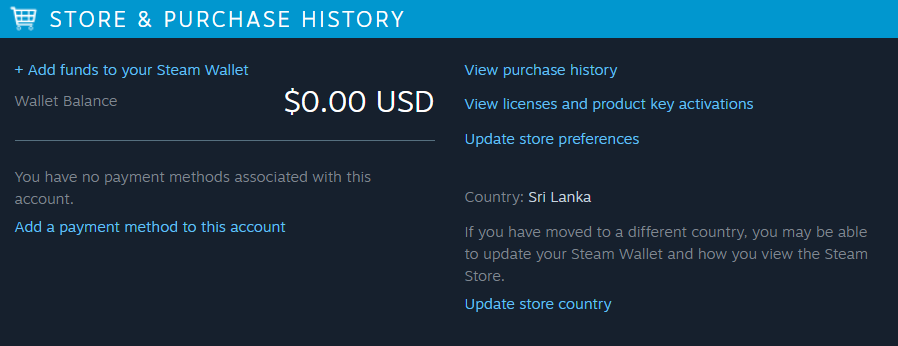 STORE & PURCHASE HISTORY
+ Add funds to your Steam Wallet
Wallet Balance $0.00 USD
You have no payment methods associated with this
account.
Add a payment method to this account
View purchase history
View licenses and product key activations
Update store preferences
Country: Sri Lanka
If you have moved to a different country, you may be able
to update your Steam Wallet and how you view the Steam
Store.
Update store country